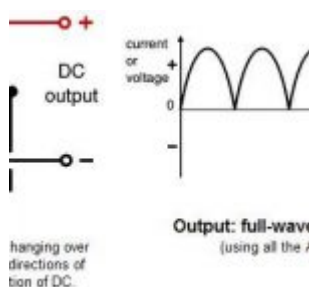 +
DC
output
–
hanging over
directions of
tion of DC.
current
or
voltage
+
0
–
Output: full-wave
(using all the A